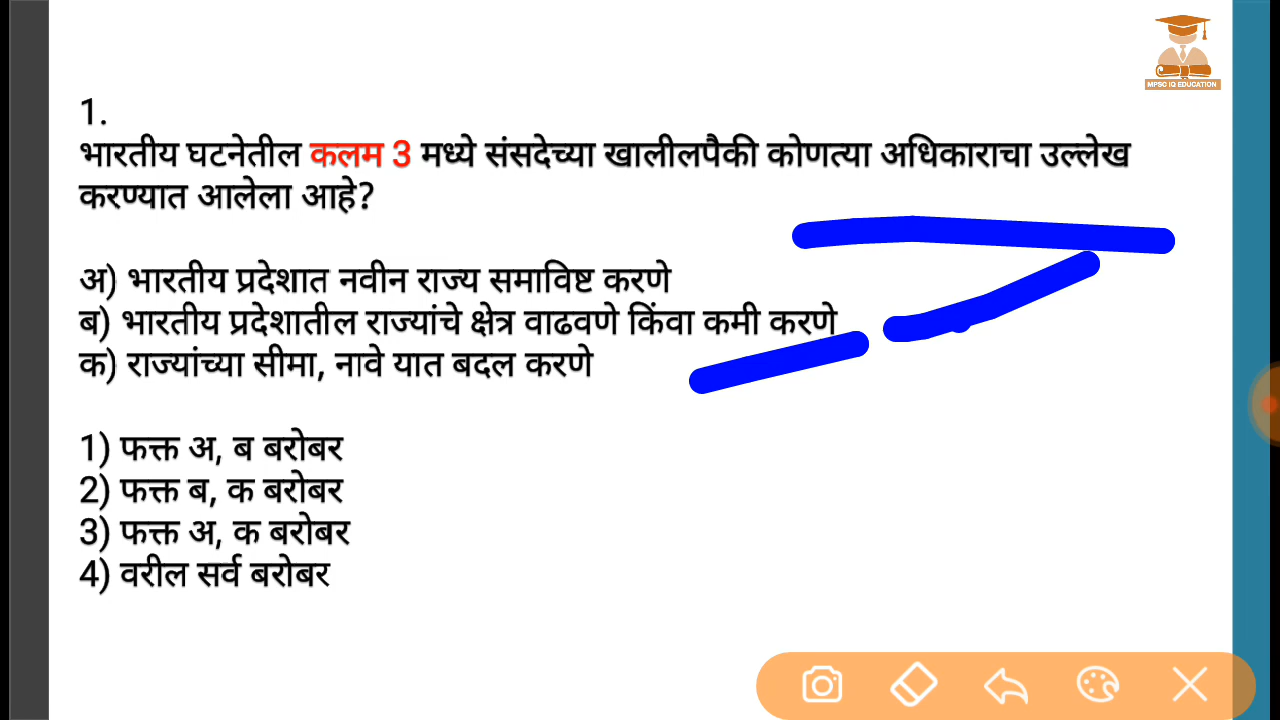 MPSC IQ EDUCATION
1.
भारतीय घटनेतील कलम 3 मध्ये संसदेच्या खालीलपैकी कोणत्या अधिकाराचा उल्लेख
करण्यात आलेला आहे?
अ) भारतीय प्रदेशात नवीन राज्य समाविष्ट करणे
ब) भारतीय प्रदेशातील राज्यांचे क्षेत्र वाढवणे किंवा कमी करणे
क) राज्यांच्या सीमा, नावे यात बदल करणे
1) फक्त अ, ब बरोबर
2) फक्त ब, क बरोबर
3) फक्त अ, क बरोबर
4) वरील सर्व बरोबर